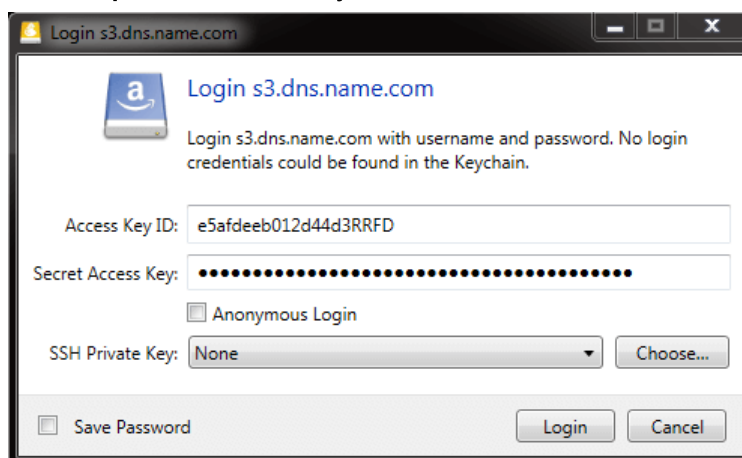 Login s3.dns.name.com
Login s3.dns.name.com
Login s3.dns.name.com with username and password. No login
credentials could be found in the Keychain.
Access Key ID: e5afdeeb012d44d3RRFD
Secret Access Key: ••••••••••••••••••••••••••••••••••••••••
Anonymous Login
SSH Private Key: None Choose...
Save Password Login Cancel